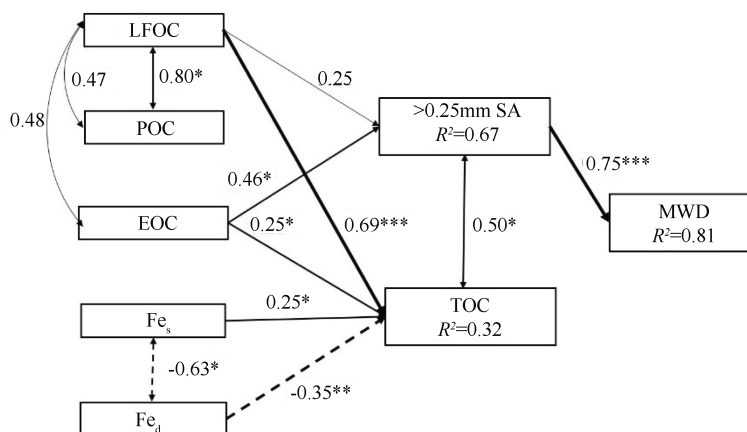 LFOC
0.47
0.80*
0.25
0.48
POC
>0.25mm SA
R²=0.67
0.46*
0.75***
EOC
0.25*
0.69***
0.50*
MWD
R²=0.81
Feₛ
0.25*
TOC
R²=0.32
-0.63*
-0.35**
Fe_d